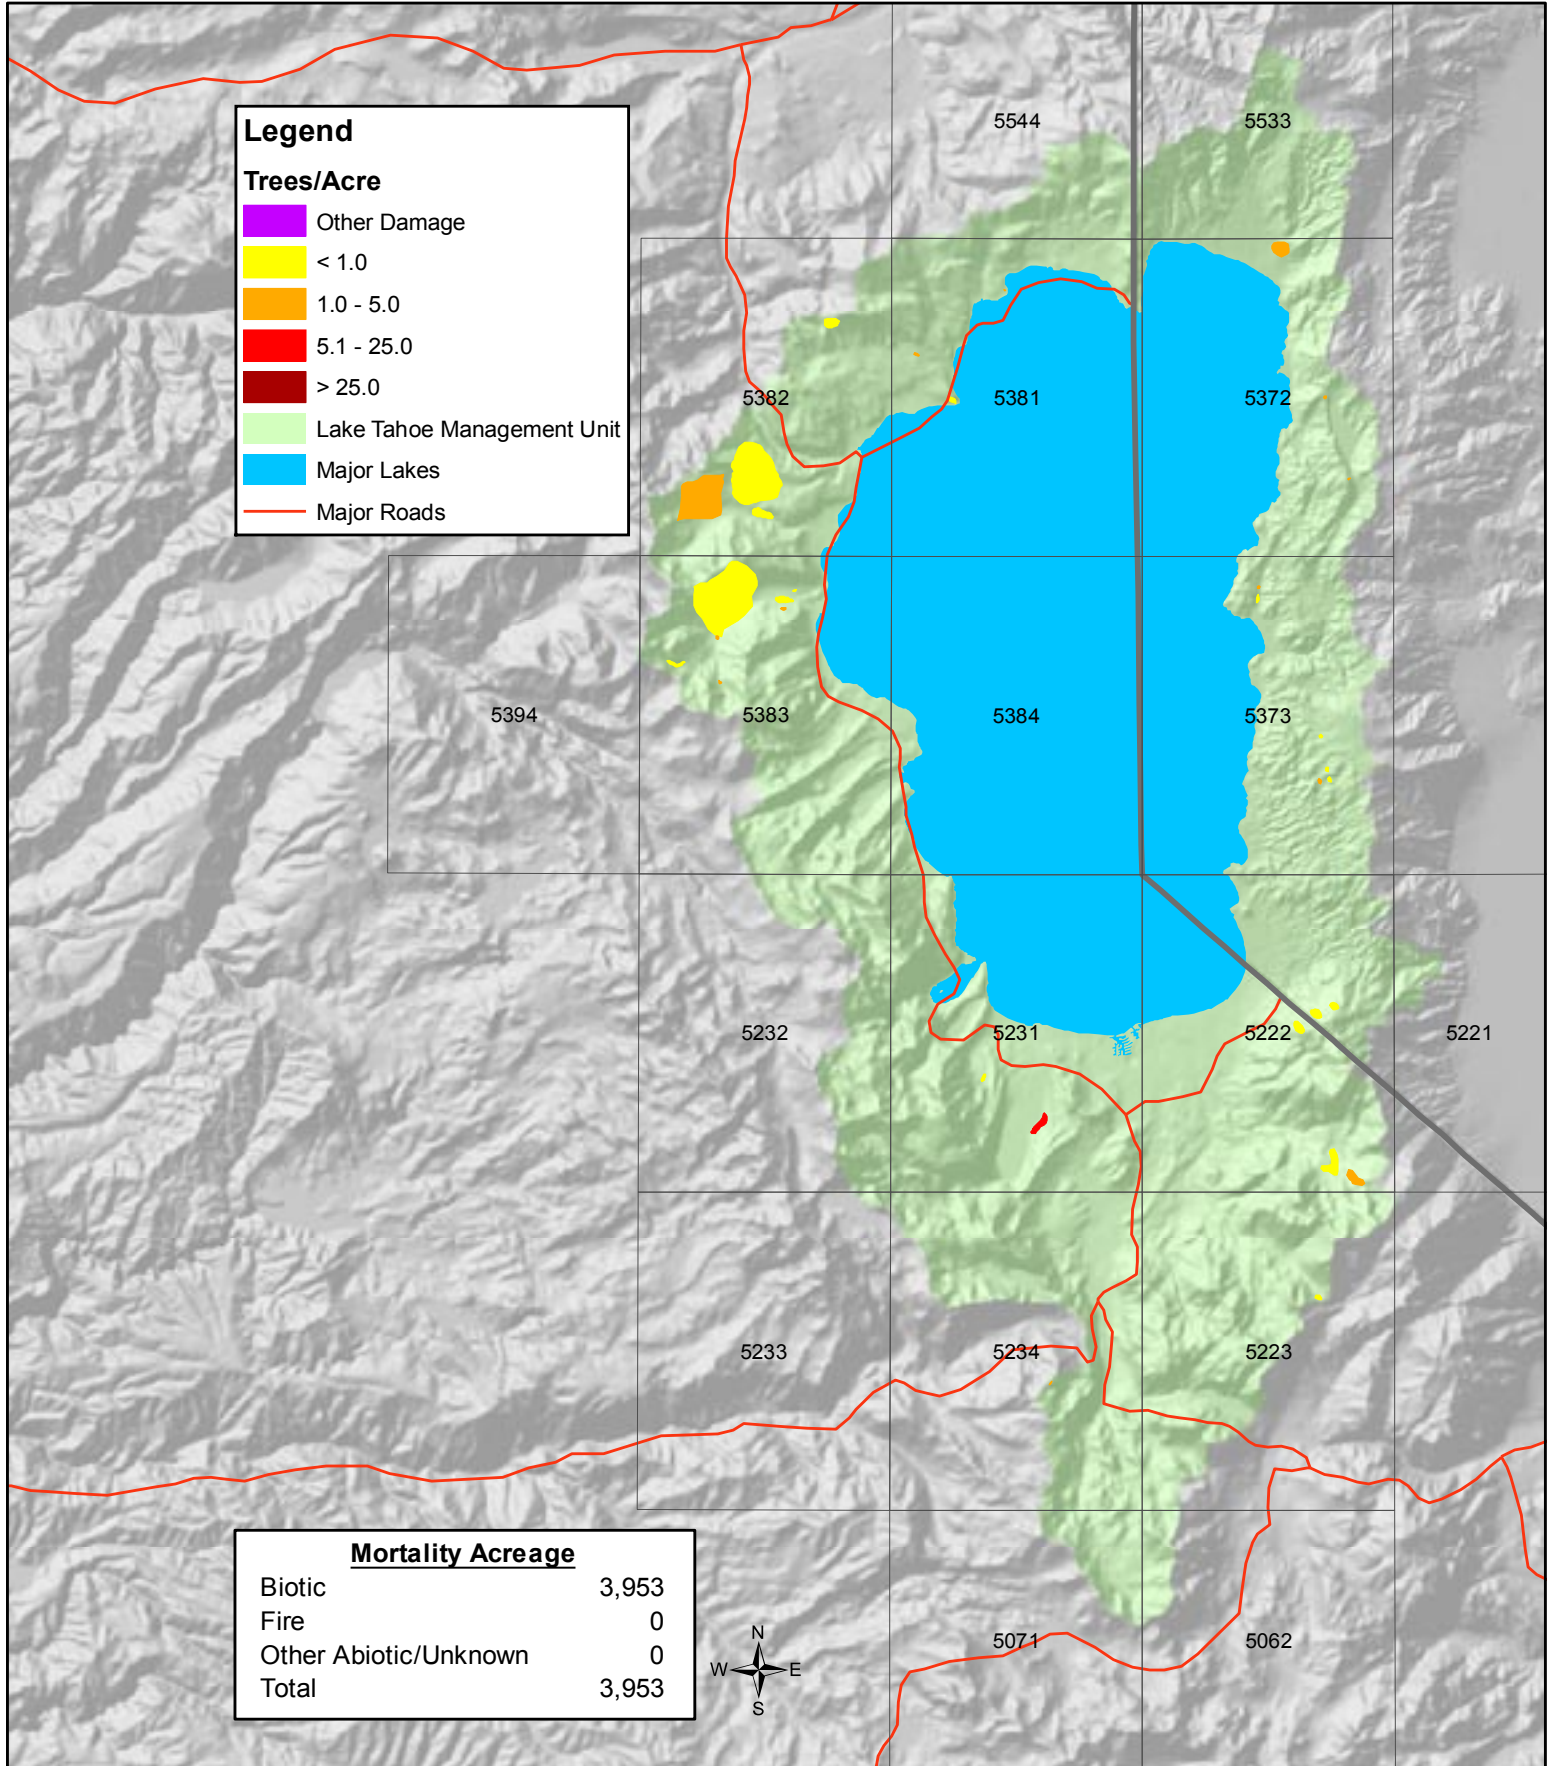 5544
5533
Legend
Trees/Acre
Other Damage
< 1.0
1.0 - 5.0
5.1 - 25.0
> 25.0
Lake Tahoe Management Unit
Major Lakes
Major Roads
5382
5381
5372
5394
5383
5384
5373
5232
5231
5222
5221
5233
5234
5223
Mortality Acreage
Biotic 3,953
Fire 0
Other Abiotic/Unknown 0
Total 3,953
N
W E
S
5071
5062